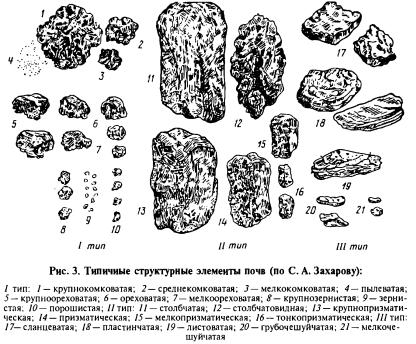 1
2
3
4
11
12
17
18
5
6
7
15
16
19
8
9
10
13
14
20
21
I тип
II тип
III тип
Рис. 3. Типичные структурные элементы почв (по С. А. Захарову):
I тип: 1 — крупнокомковатая; 2 — среднекомковатая; 3 — мелкокомковатая; 4 — пылеватая;
5 — крупноореховатая; 6 — ореховатая; 7 — мелкоореховатая; 8 — крупнозернистая; 9 — зерни-
стая; 10 — порошистая; II тип: 11 — столбчатая; 12 — столбчатовидная; 13 — крупнопризмати-
ческая; 14 — призматическая; 15 — мелкопризматическая; 16 — тонкопризматическая; III тип:
17 — сланцеватая; 18 — пластинчатая; 19 — листоватая; 20 — грубочешуйчатая; 21 — мелкоче-
шуйчатая